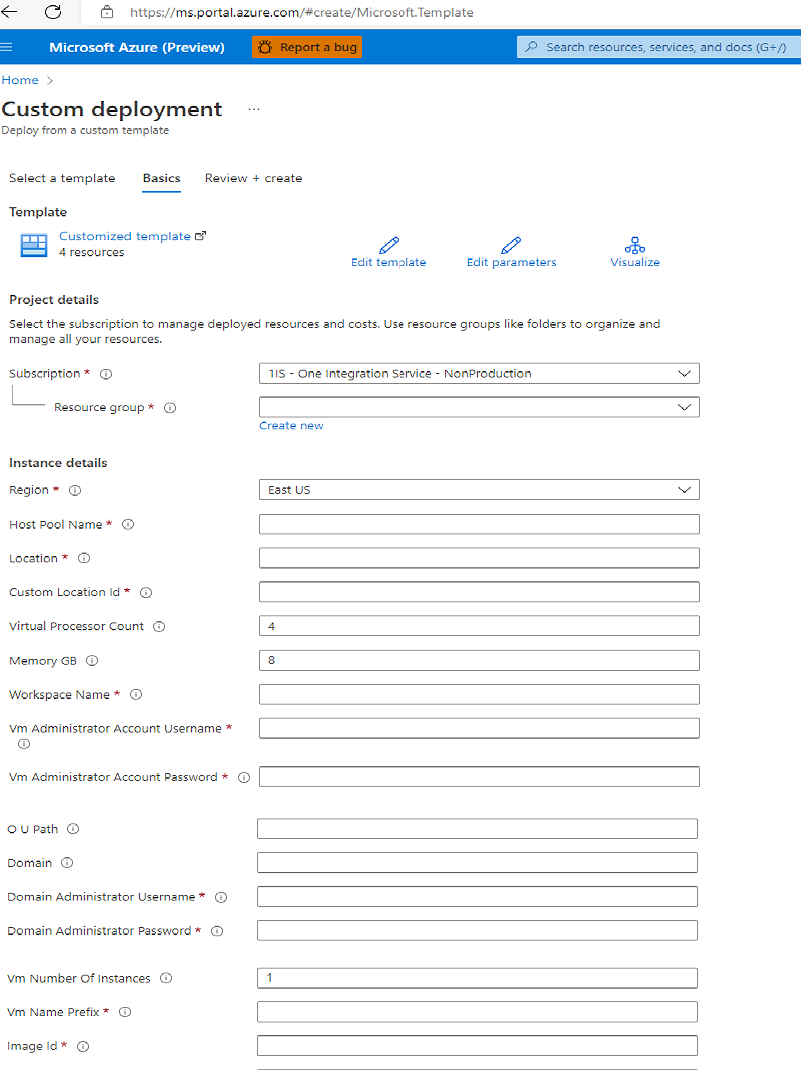 https://ms.portal.azure.com/#create/Microsoft.Template
Microsoft Azure (Preview)
Report a bug
Search resources, services, and docs (G+/)
Home >
Custom deployment ...
Deploy from a custom template
Select a template Basics Review + create
Template
Customized template
4 resources
Edit template Edit parameters Visualize
Project details
Select the subscription to manage deployed resources and costs. Use resource groups like folders to organize and
manage all your resources.
Subscription * 1IS - One Integration Service - NonProduction
Resource group *
Create new
Instance details
Region * East US
Host Pool Name *
Location *
Custom Location Id *
Virtual Processor Count 4
Memory GB 8
Workspace Name *
Vm Administrator Account Username *
Vm Administrator Account Password *
O U Path
Domain
Domain Administrator Username *
Domain Administrator Password *
Vm Number Of Instances 1
Vm Name Prefix *
Image Id *